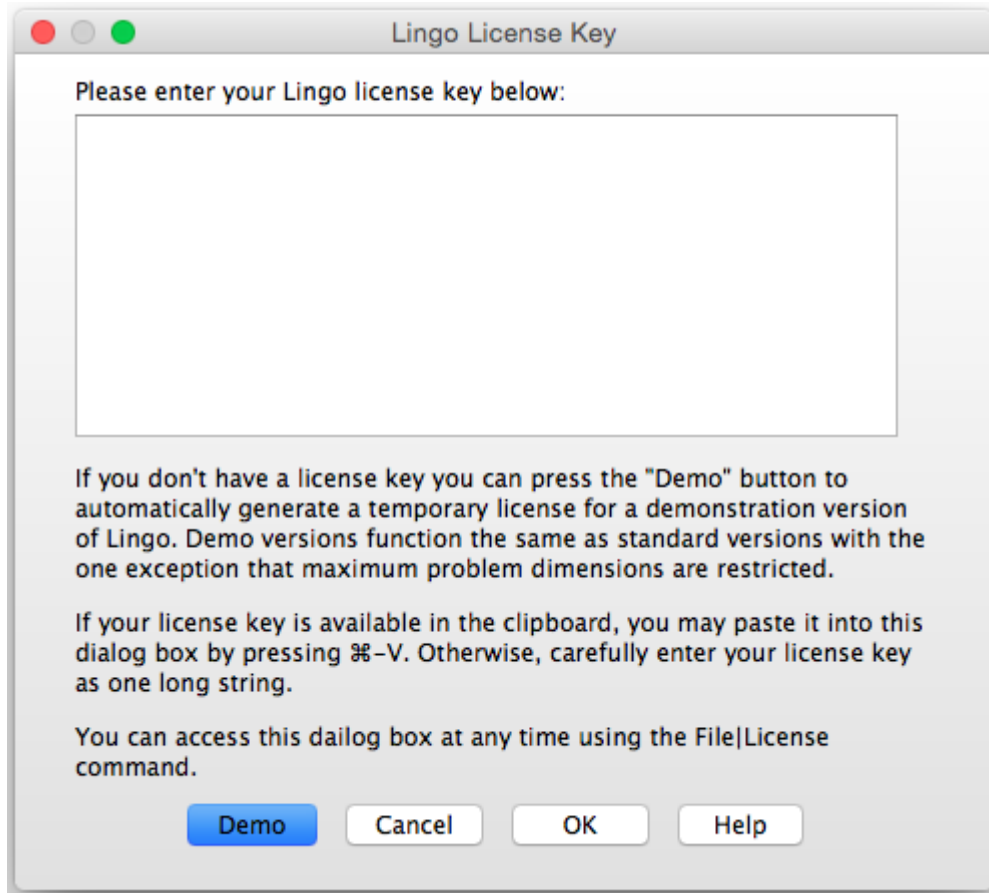 Lingo License Key
Please enter your Lingo license key below:
If you don't have a license key you can press the "Demo" button to
automatically generate a temporary license for a demonstration version
of Lingo. Demo versions function the same as standard versions with the
one exception that maximum problem dimensions are restricted.
If your license key is available in the clipboard, you may paste it into this
dialog box by pressing ⌘-V. Otherwise, carefully enter your license key
as one long string.
You can access this dailog box at any time using the File|License
command.
Demo Cancel OK Help